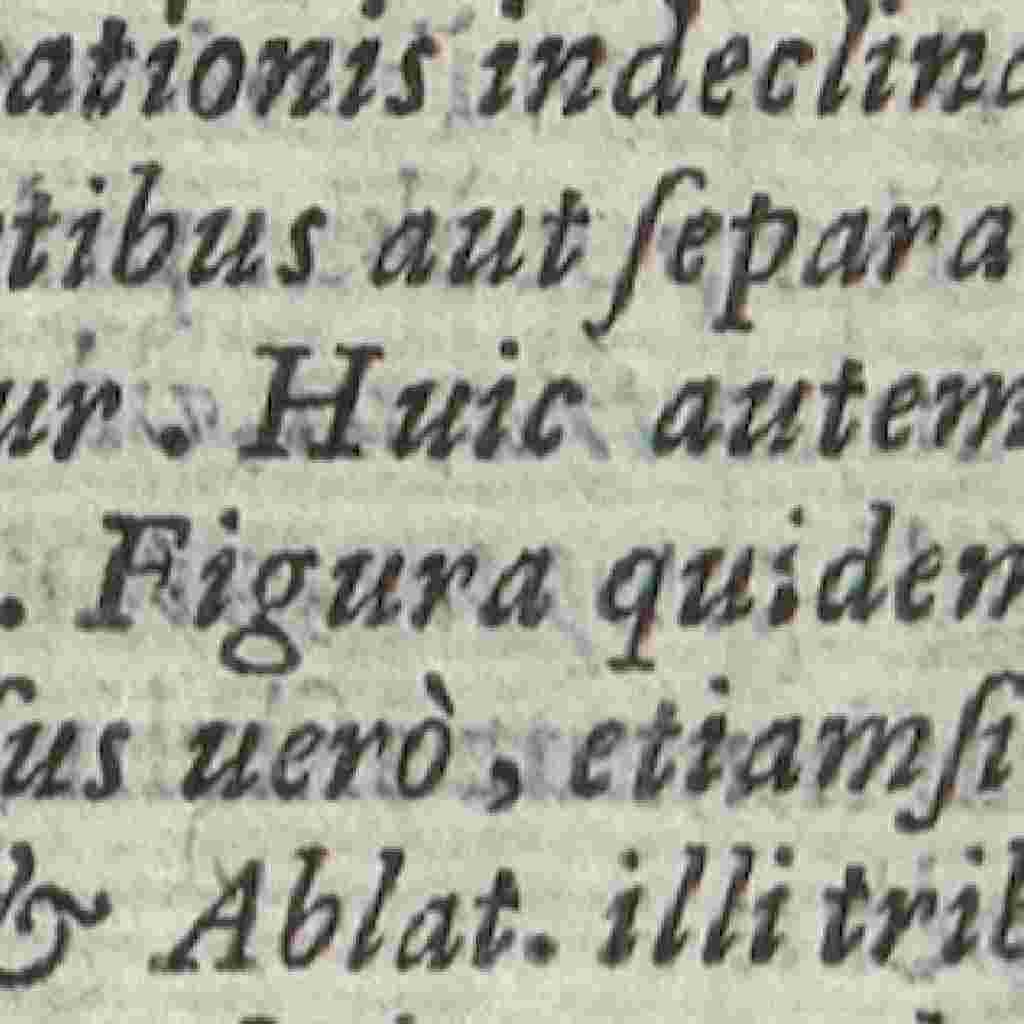 ationis indeclina
tibus aut ſepara
ur. Huic autem
. Figura quidem
ſus uerò, etiamſi
& Ablat. illi trib